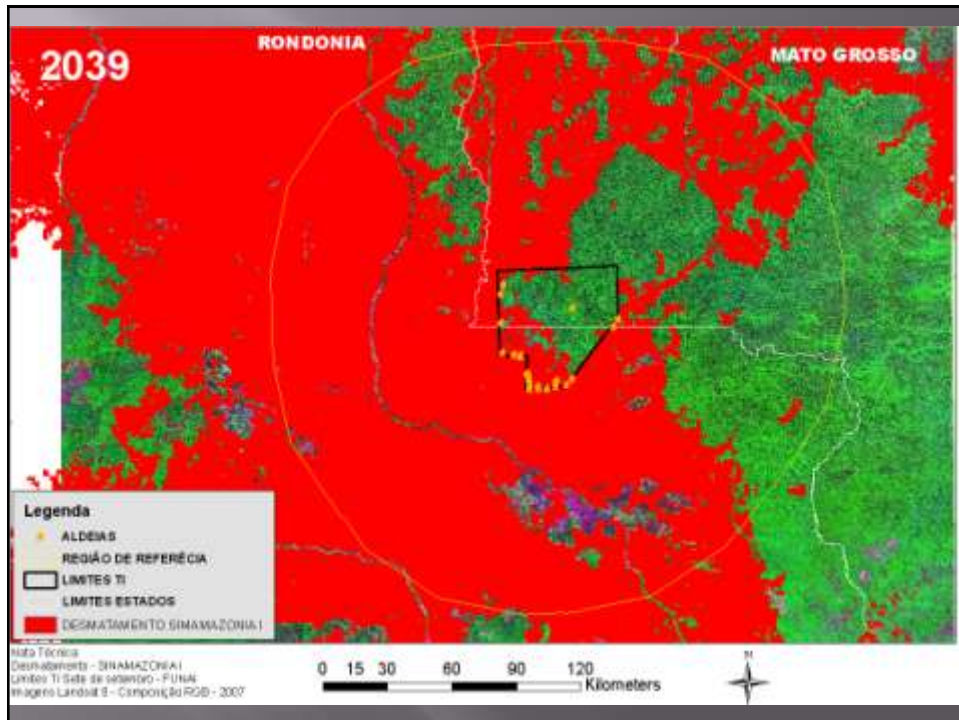 RONDONIA
MATO GROSSO
2039
Legenda
ALDEIAS
REGIÃO DE REFERÊCIA
LIMITES TI
LIMITES ESTADOS
DESMATAMENTO SIMAMAZONIA I
Nota Técnica
Desmatamento - SIMAMAZONIA I
Limites TI Sete de setembro - FUNAI
Imagens Landsat 5 - Composição RGB - 2007
0 15 30 60 90 120
Kilometers
N